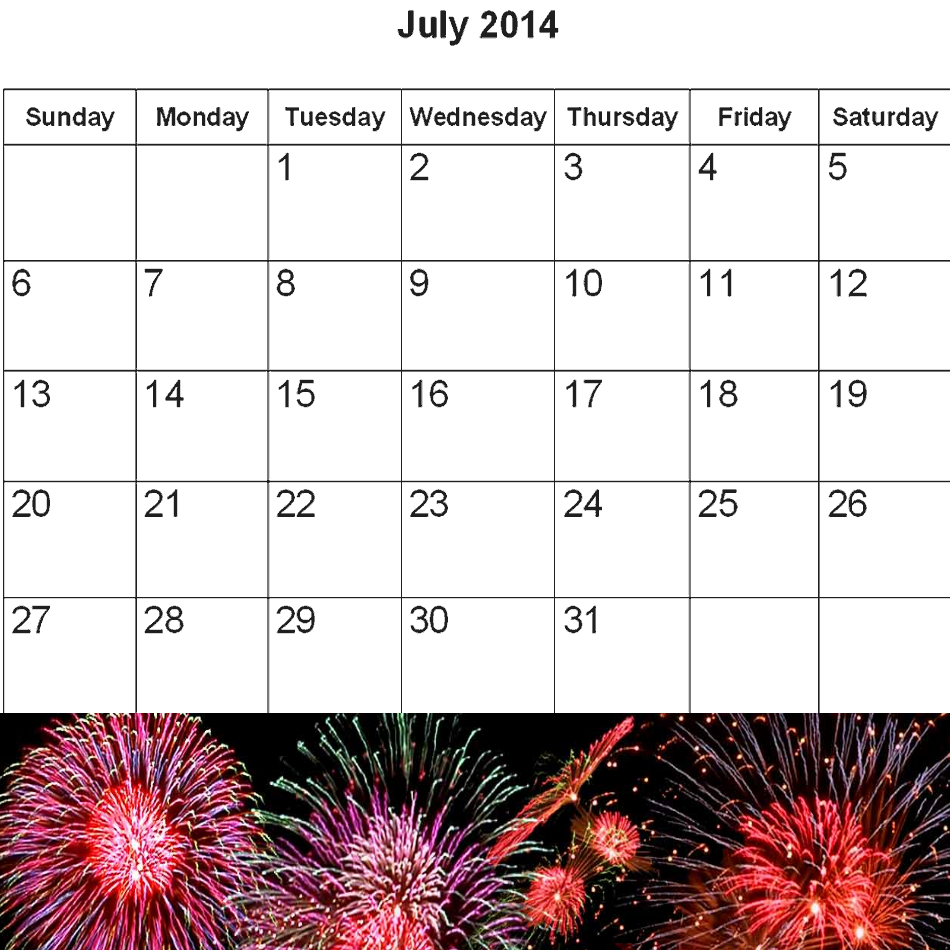 July 2014
Sunday Monday Tuesday Wednesday Thursday Friday Saturday
1 2 3 4 5
6 7 8 9 10 11 12
13 14 15 16 17 18 19
20 21 22 23 24 25 26
27 28 29 30 31